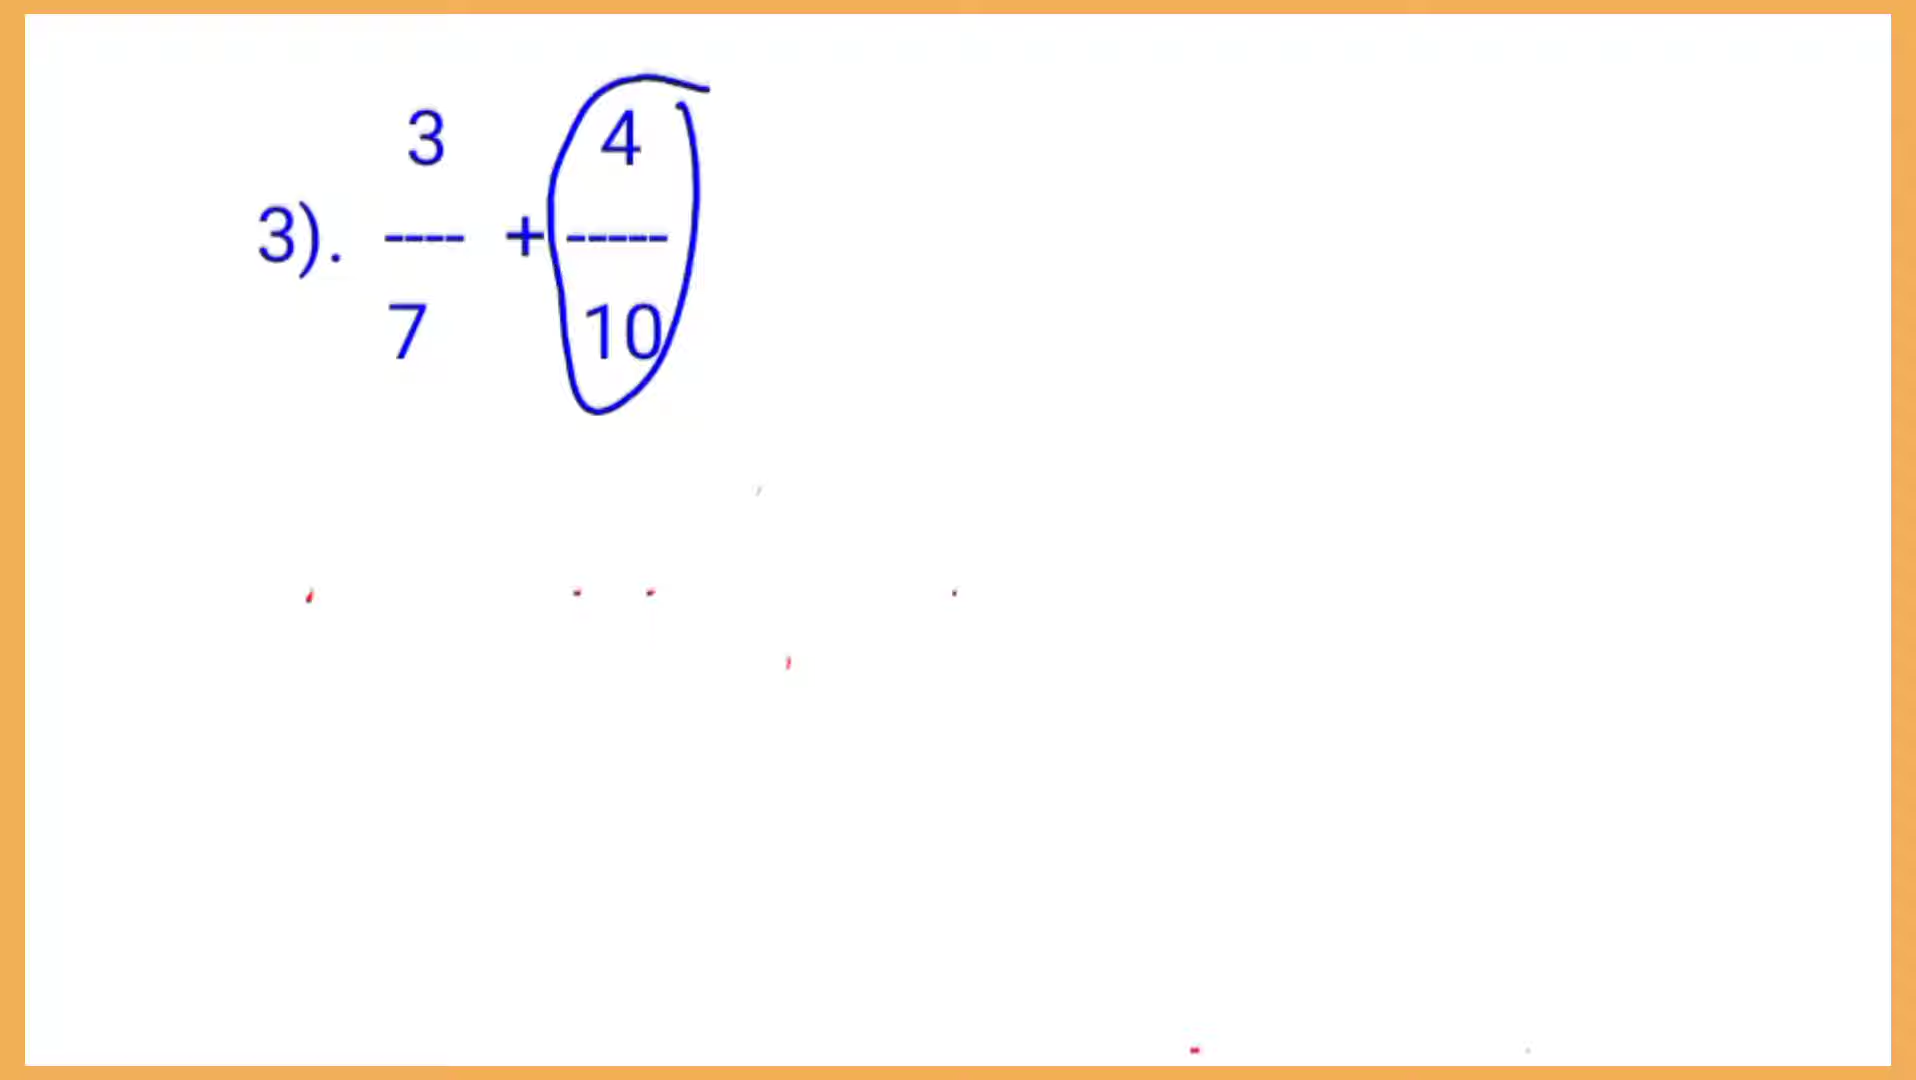 3   4
3). ---- + -----
7   10